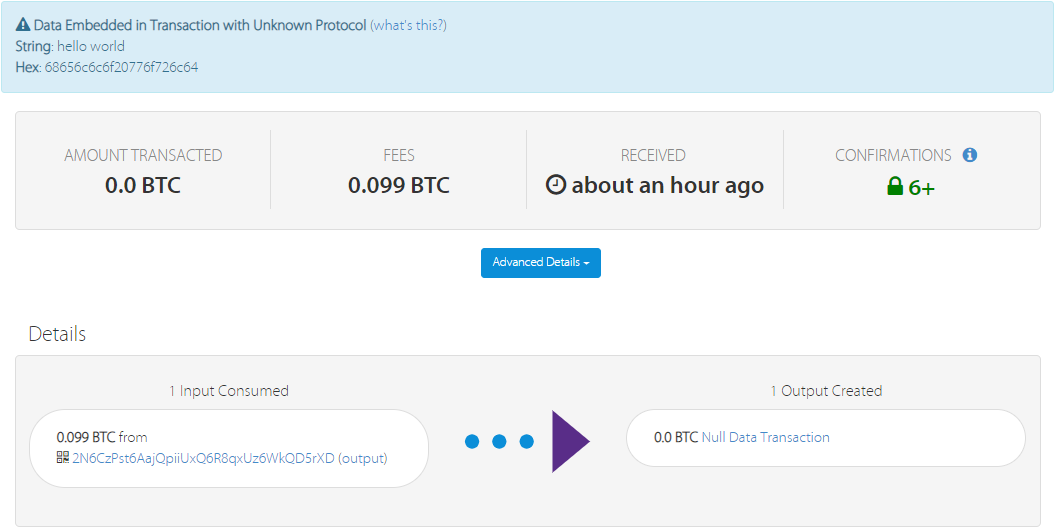 Data Embedded in Transaction with Unknown Protocol (what's this?)
String: hello world
Hex: 68656c6c6f20776f726c64
AMOUNT TRANSACTED
0.0 BTC
FEES
0.099 BTC
RECEIVED
about an hour ago
CONFIRMATIONS
6+
Advanced Details
Details
1 Input Consumed
0.099 BTC from
2N6CzPst6AajQpiiUxQ6R8qxUz6WkQD5rXD (output)
1 Output Created
0.0 BTC Null Data Transaction